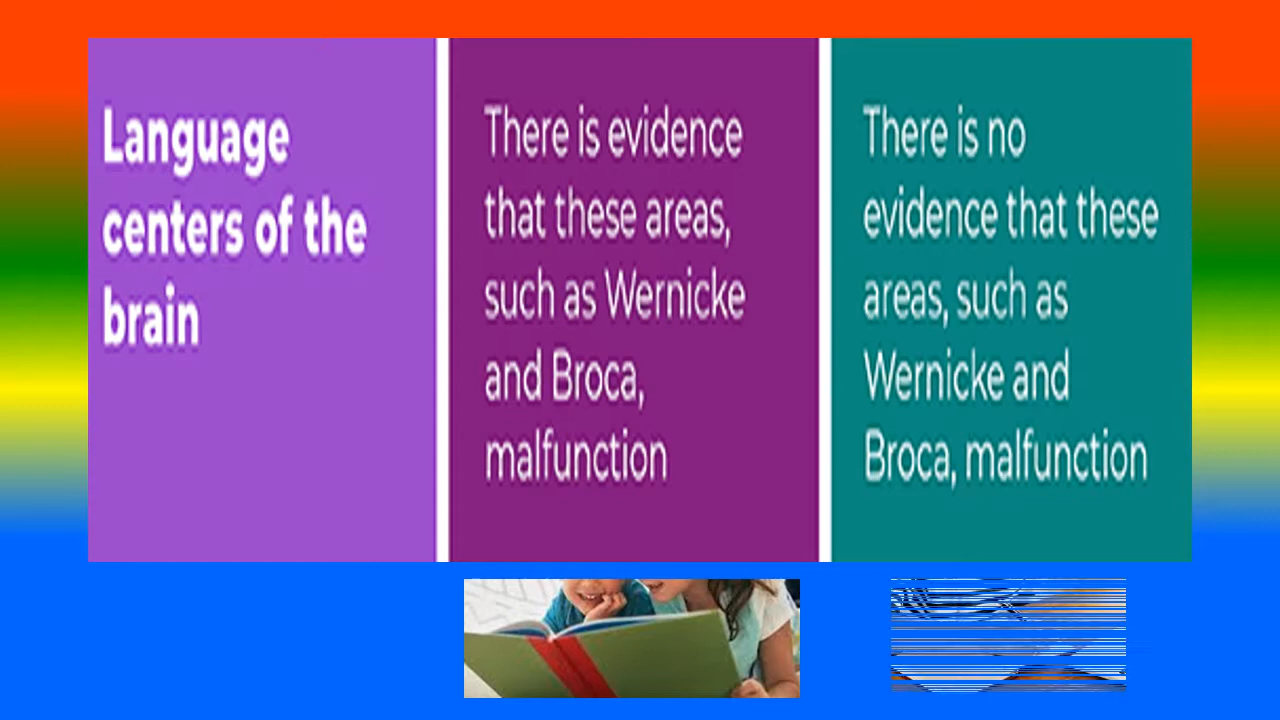 Language
centers of the
brain
There is evidence
that these areas,
such as Wernicke
and Broca,
malfunction
There is no
evidence that these
areas, such as
Wernicke and
Broca, malfunction